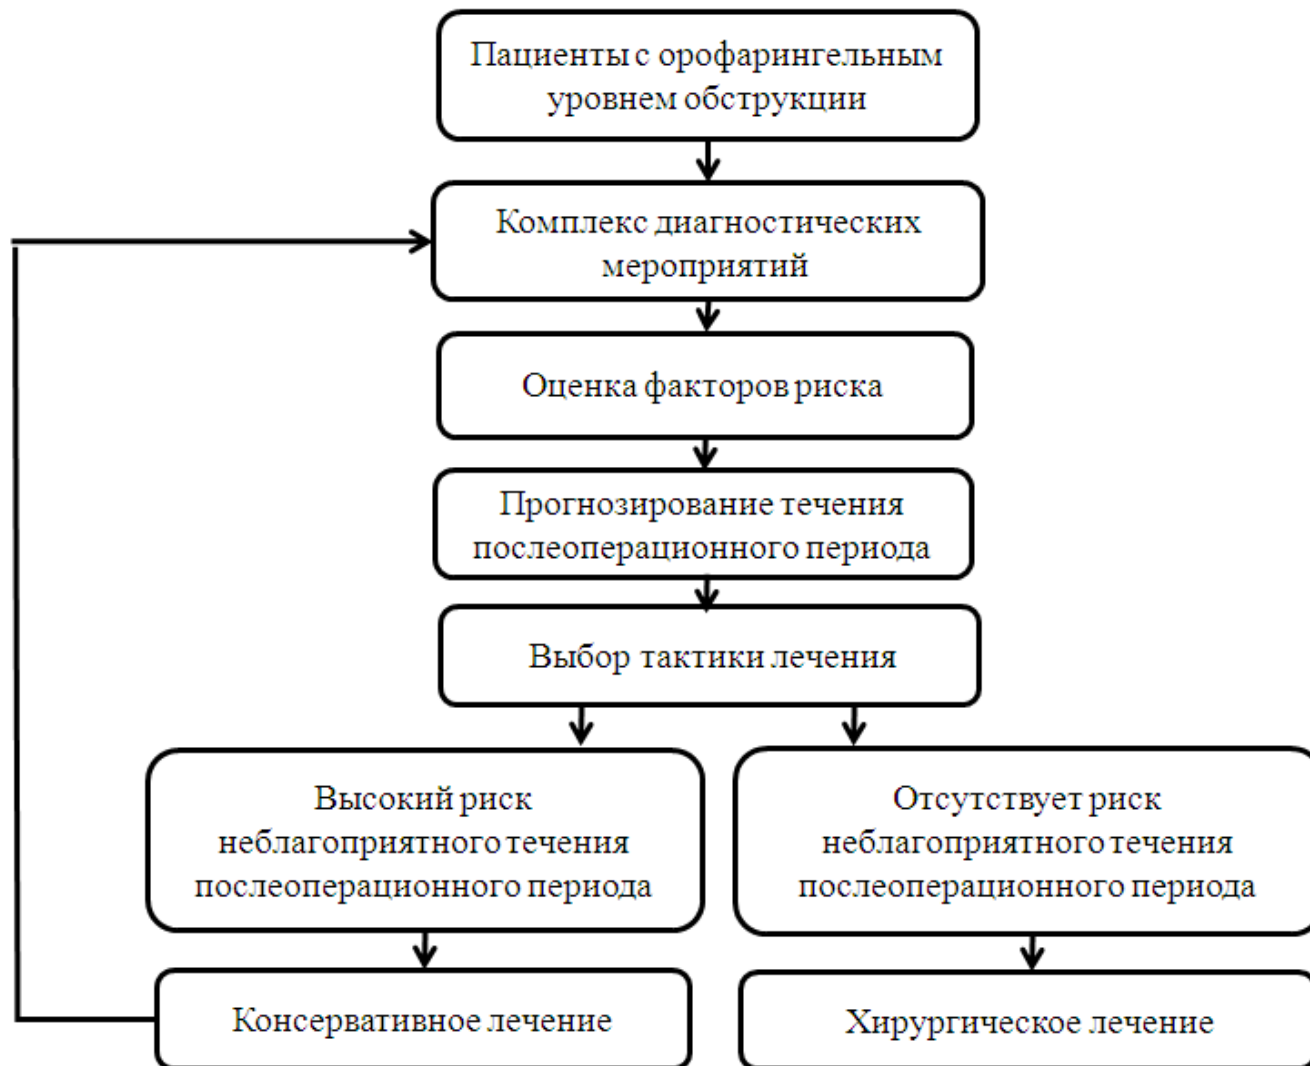 Пациенты с орофарингельным
уровнем обструкции
Комплекс диагностических
мероприятий
Оценка факторов риска
Прогнозирование течения
послеоперационного периода
Выбор тактики лечения
Высокий риск
неблагоприятного течения
послеоперационного периода
Отсутствует риск
неблагоприятного течения
послеоперационного периода
Консервативное лечение
Хирургическое лечение